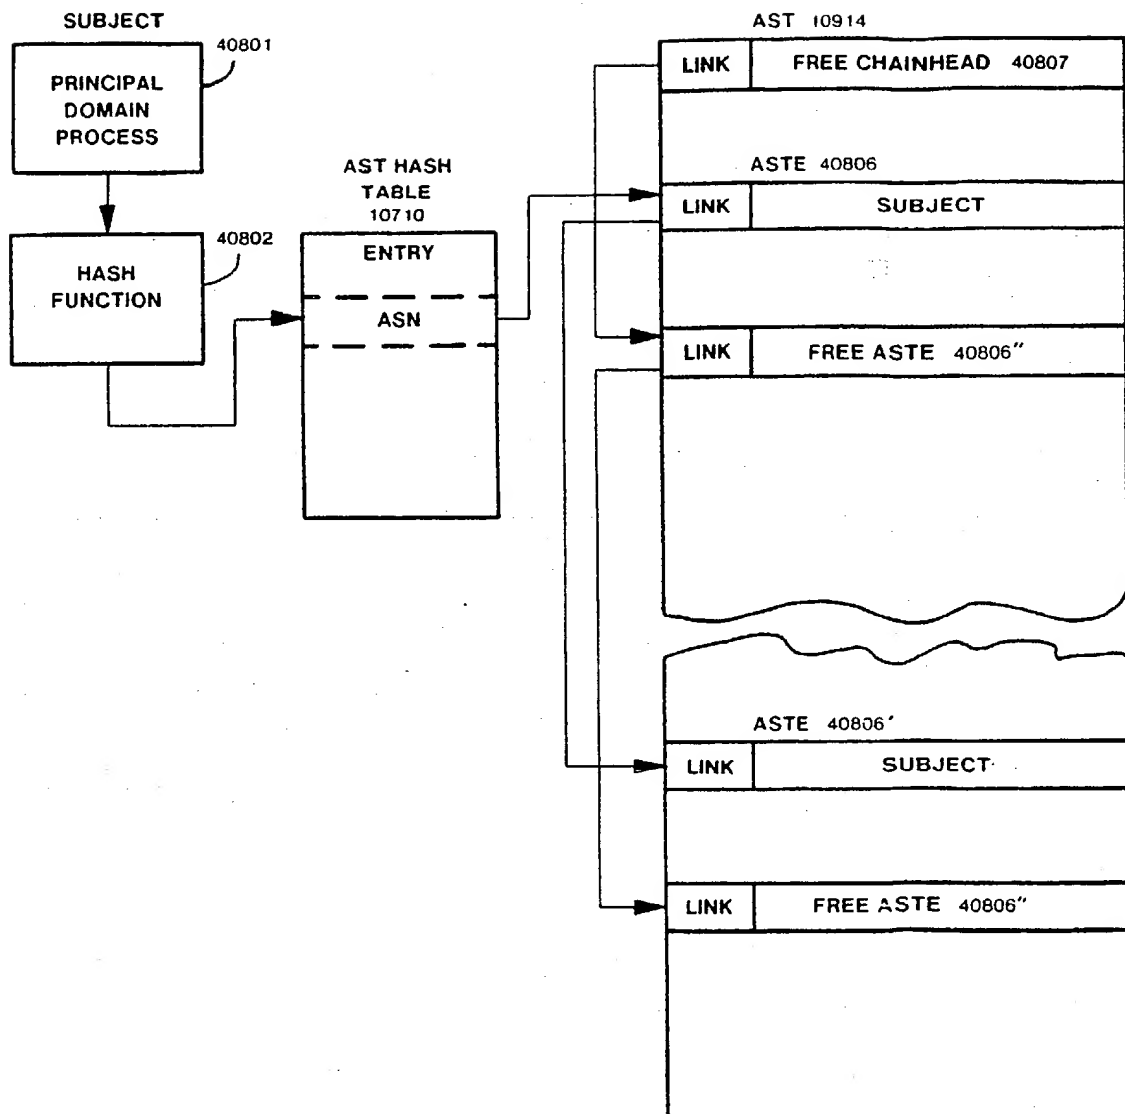 SUBJECT
40801
PRINCIPAL
DOMAIN
PROCESS
40802
HASH
FUNCTION
AST HASH
TABLE
10710
ENTRY
ASN
AST 10914
LINK FREE CHAINHEAD 40807
ASTE 40806
LINK SUBJECT
LINK FREE ASTE 40806″
ASTE 40806′
LINK SUBJECT
LINK FREE ASTE 40806″